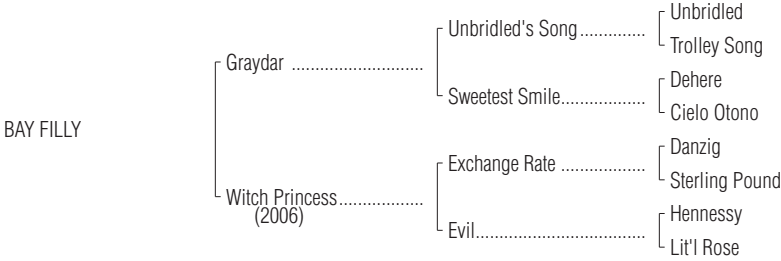 Unbridled
Unbridled's Song..............
Trolley Song
Graydar ............................
Dehere
Sweetest Smile..................
Cielo Otono
BAY FILLY
Danzig
Exchange Rate ..................
Sterling Pound
Witch Princess..................
(2006)
Hennessy
Evil....................................
Lit'l Rose